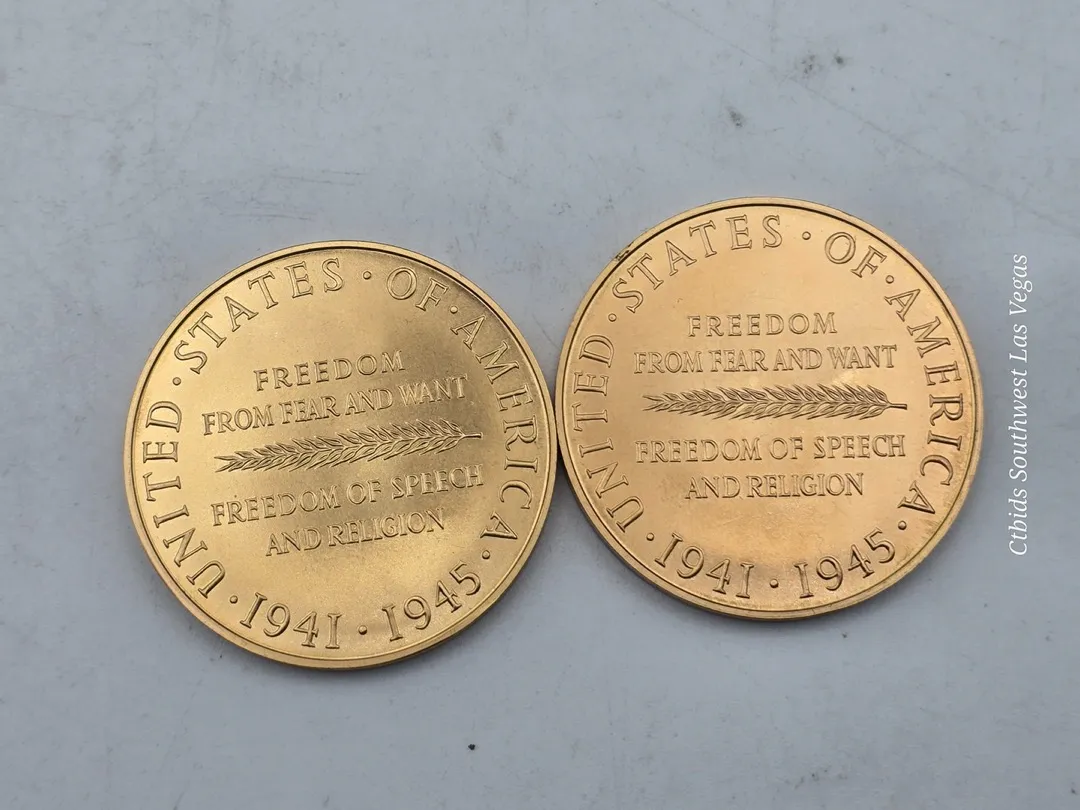 UNITED · STATES · OF · AMERICA · 1941 · 1945 ·
FREEDOM
FROM FEAR AND WANT
FREEDOM OF SPEECH
AND RELIGION
UNITED · STATES · OF · AMERICA · 1941 · 1945 ·
FREEDOM
FROM FEAR AND WANT
FREEDOM OF SPEECH
AND RELIGION
Ctbids Southwest Las Vegas